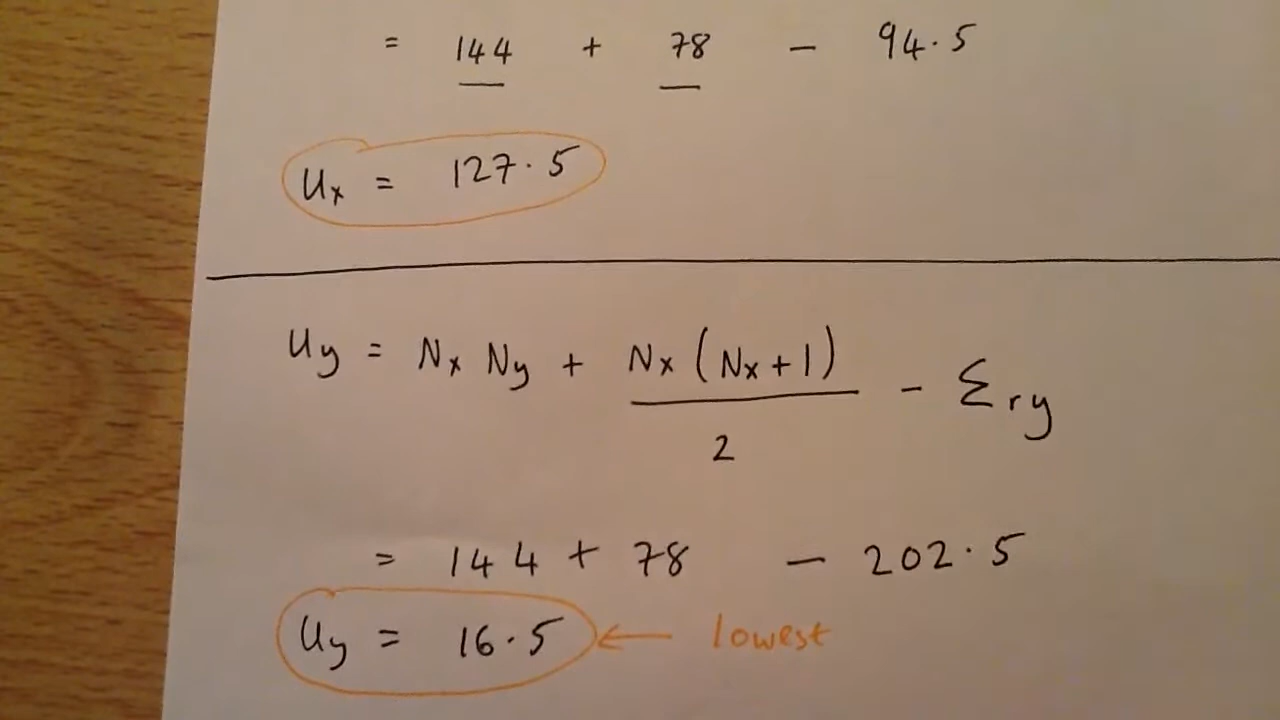 = 144 + 78 - 94.5
Ux = 127.5
Uy = Nx Ny + Nx (Nx + 1) / 2 - Σry
= 144 + 78 - 202.5
Uy = 16.5 ← lowest